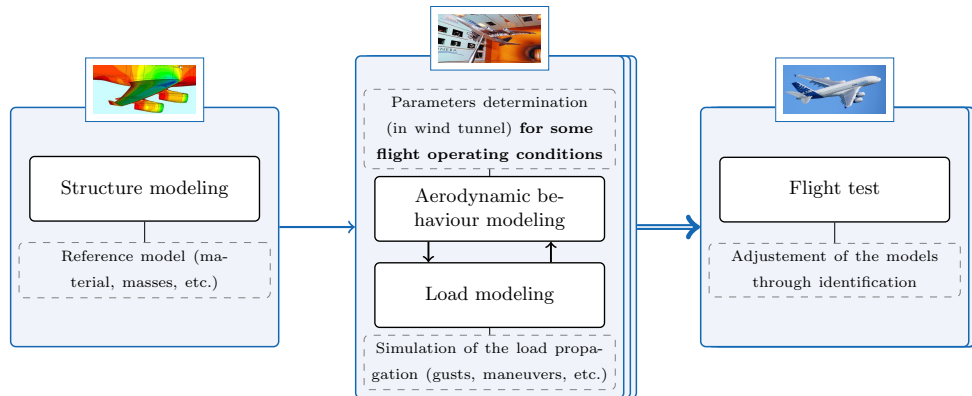 Structure modeling
Reference model (ma-
terial, masses, etc.)
Parameters determination
(in wind tunnel) for some
flight operating conditions
Aerodynamic be-
haviour modeling
Load modeling
Simulation of the load propa-
gation (gusts, maneuvers, etc.)
Flight test
Adjustement of the models
through identification